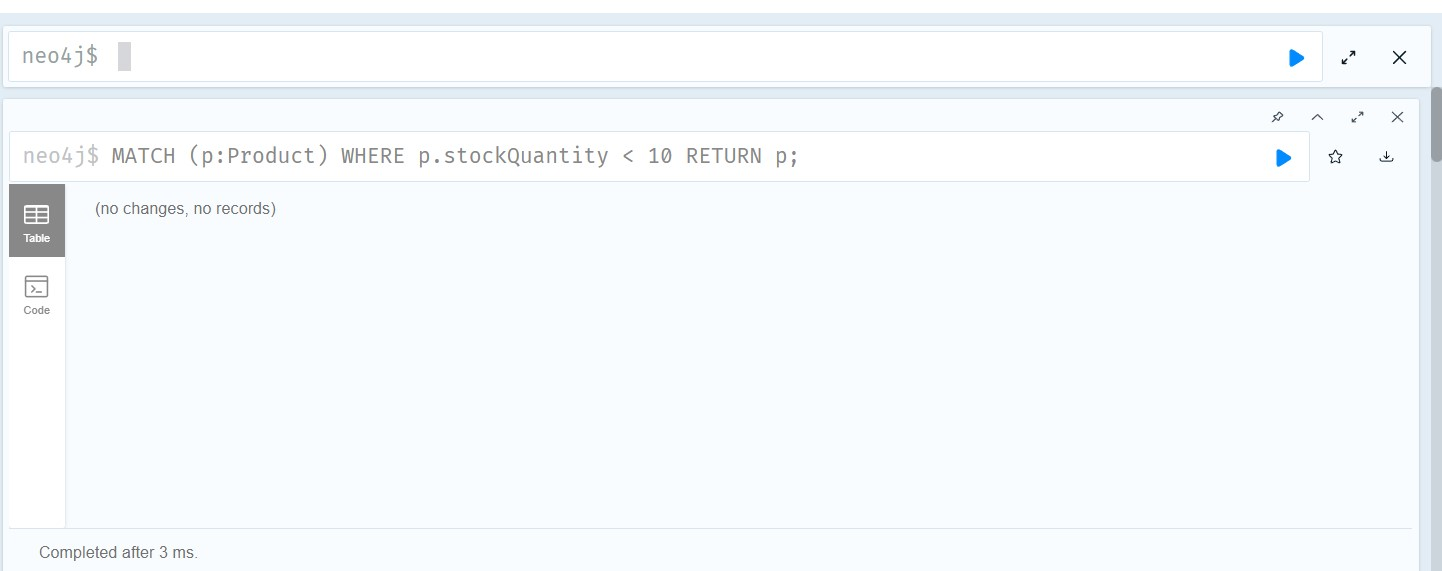 neo4j$
neo4j$ MATCH (p:Product) WHERE p.stockQuantity < 10 RETURN p;
(no changes, no records)
Table
Code
Completed after 3 ms.